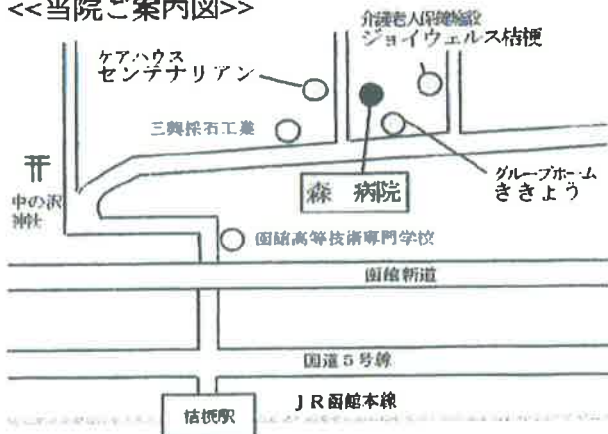 <<当院ご案内図>>
介護老人保健施設
ジョイウェルス桔梗
ケアハウス
センテナリアン
三興採石工業
中の沢
神社
森 病院
グループホーム
ききょう
函館高等技術専門学校
函館新道
国道5号線
桔梗駅
JR函館本線